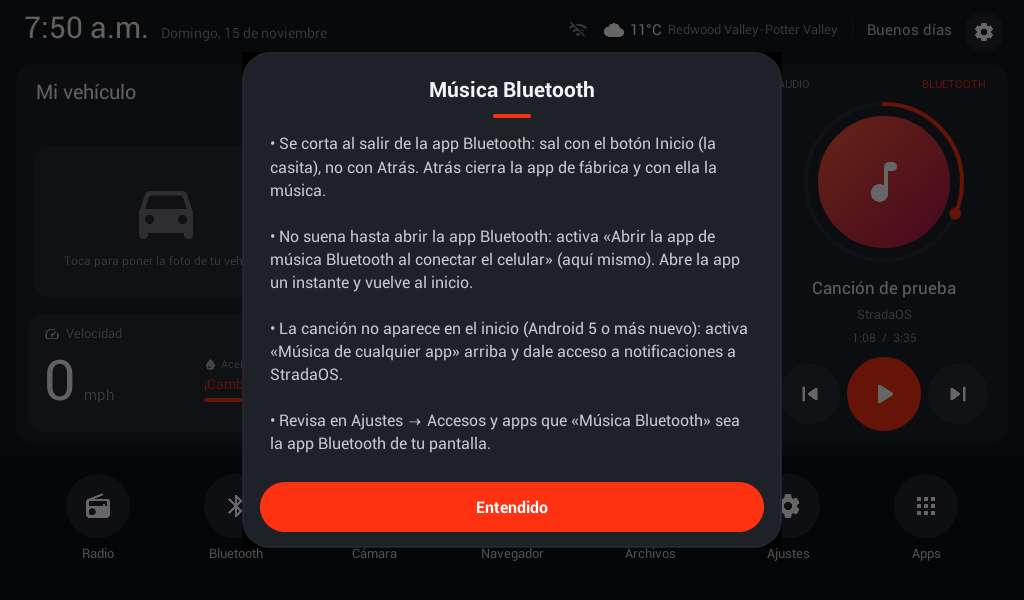 7:50 a.m.
Domingo, 15 de noviembre
11°C
Redwood Valley-Potter Valley
Buenos días
Mi vehículo
Toca para poner la foto de tu
Velocidad
0 mph
Música Bluetooth
• Se corta al salir de la app Bluetooth: sal con el botón Inicio (la
casita), no con Atrás. Atrás cierra la app de fábrica y con ella la
música.
• No suena hasta abrir la app Bluetooth: activa «Abrir la app de
música Bluetooth al conectar el celular» (aquí mismo). Abre la app
un instante y vuelve al inicio.
• La canción no aparece en el inicio (Android 5 o más nuevo): activa
«Música de cualquier app» arriba y dale acceso a notificaciones a
StradaOS.
• Revisa en Ajustes → Accesos y apps que «Música Bluetooth» sea
la app Bluetooth de tu pantalla.
Entendido
BLUETOOTH
Canción de prueba
StradaOS
1:08 / 3:35
Radio
Bluetooth
Cámara
Navegador
Archivos
Ajustes
Apps